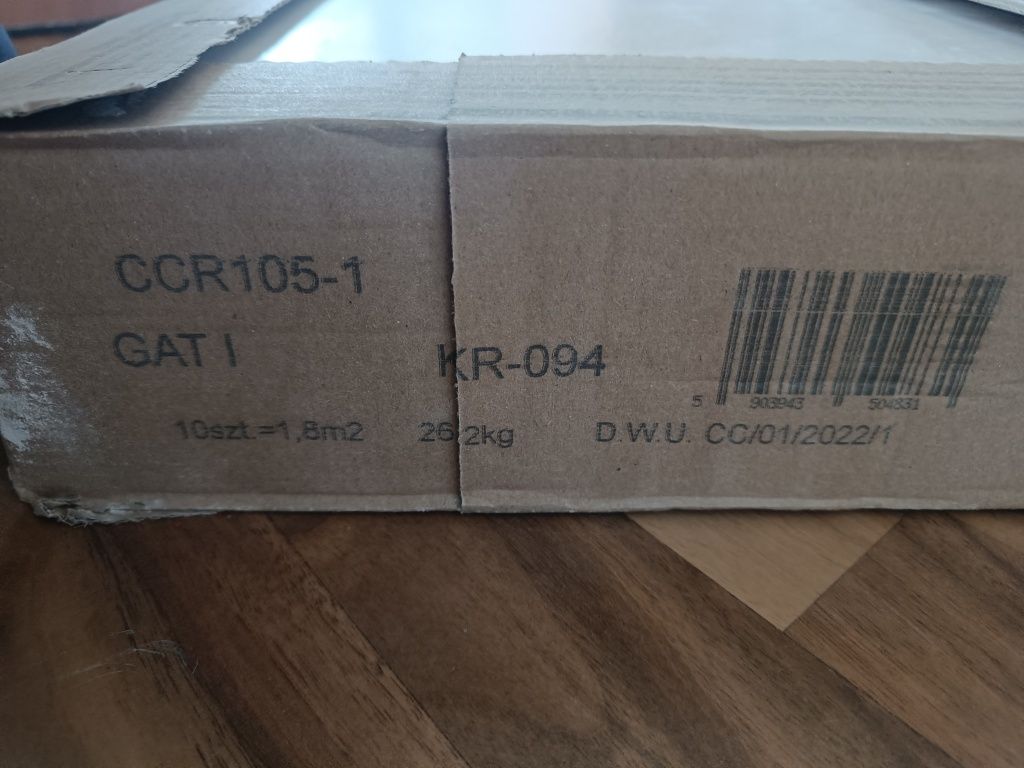 CCR105-1
GAT I
KR-094
5 903943 504831
10szt.=1,8m2 26,2kg D.W.U. CC/01/2022/1